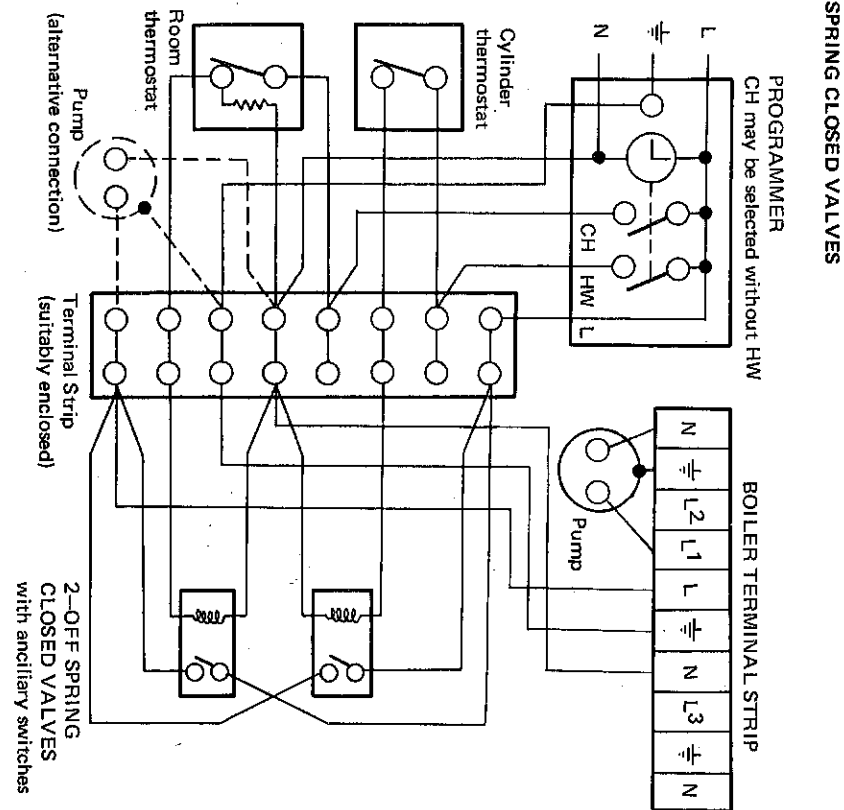 SPRING CLOSED VALVES
PROGRAMMER
CH may be selected without HW
L
N
CH
HW
L
Cylinder
thermostat
Room
thermostat
Pump
(alternative connection)
Terminal Strip
(suitably enclosed)
BOILER TERMINAL STRIP
N
L2
L1
L
N
L3
N
Pump
2—OFF SPRING
CLOSED VALVES
with anciliary switches